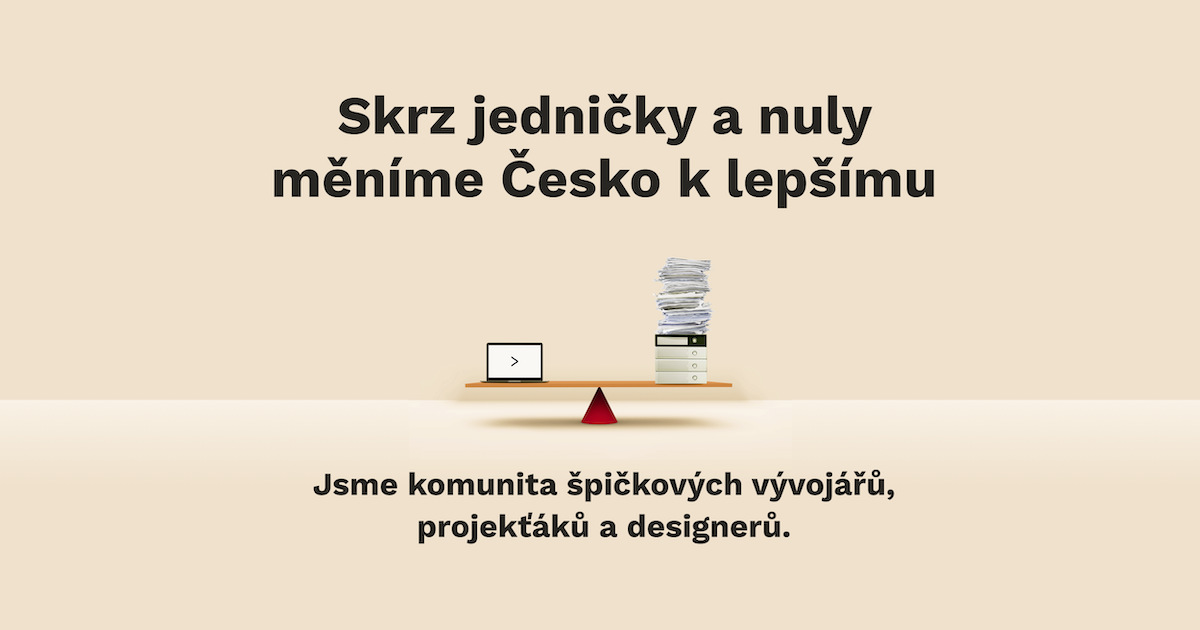 Skrz jedničky a nuly
měníme Česko k lepšímu
>
Jsme komunita špičkových vývojářů,
projekťáků a designerů.